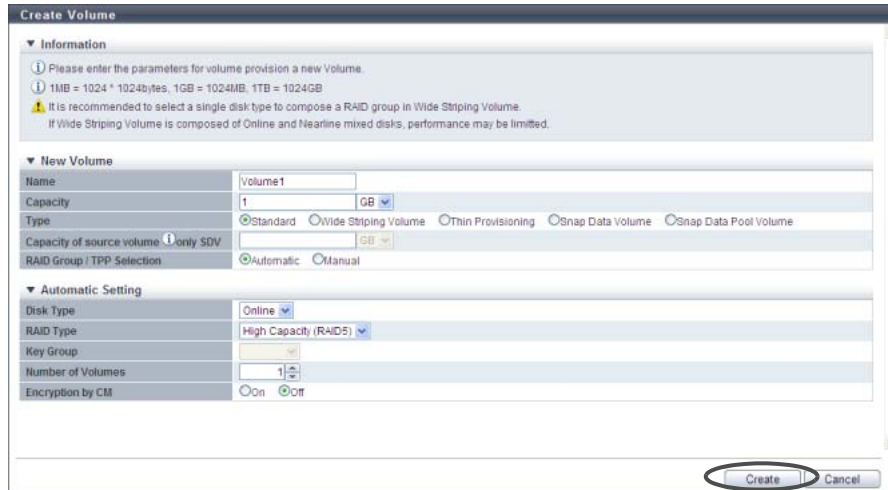 Create Volume
▼ Information
Please enter the parameters for volume provision a new Volume.
1MB = 1024 * 1024bytes, 1GB = 1024MB, 1TB = 1024GB
It is recommended to select a single disk type to compose a RAID group in Wide Striping Volume.
If Wide Striping Volume is composed of Online and Nearline mixed disks, performance may be limitted.
▼ New Volume
Name Volume1
Capacity 1 GB
Type Standard Wide Striping Volume Thin Provisioning Snap Data Volume Snap Data Pool Volume
Capacity of source volume only SDV GB
RAID Group / TPP Selection Automatic Manual
▼ Automatic Setting
Disk Type Online
RAID Type High Capacity (RAID5)
Key Group
Number of Volumes 1
Encryption by CM On Off
Create Cancel